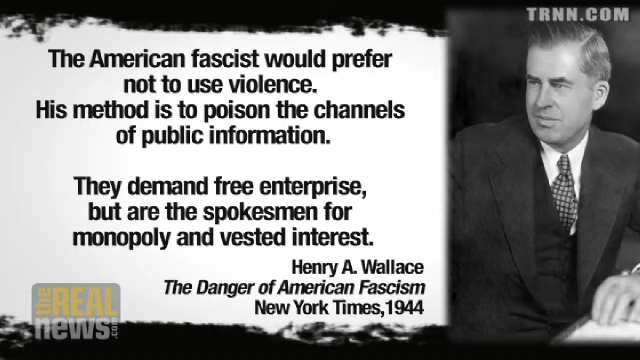 TRNN.COM
The American fascist would prefer
not to use violence.
His method is to poison the channels
of public information.
They demand free enterprise,
but are the spokesmen for
monopoly and vested interest.
Henry A. Wallace
The Danger of American Fascism
New York Times,1944
the REAL
news.com